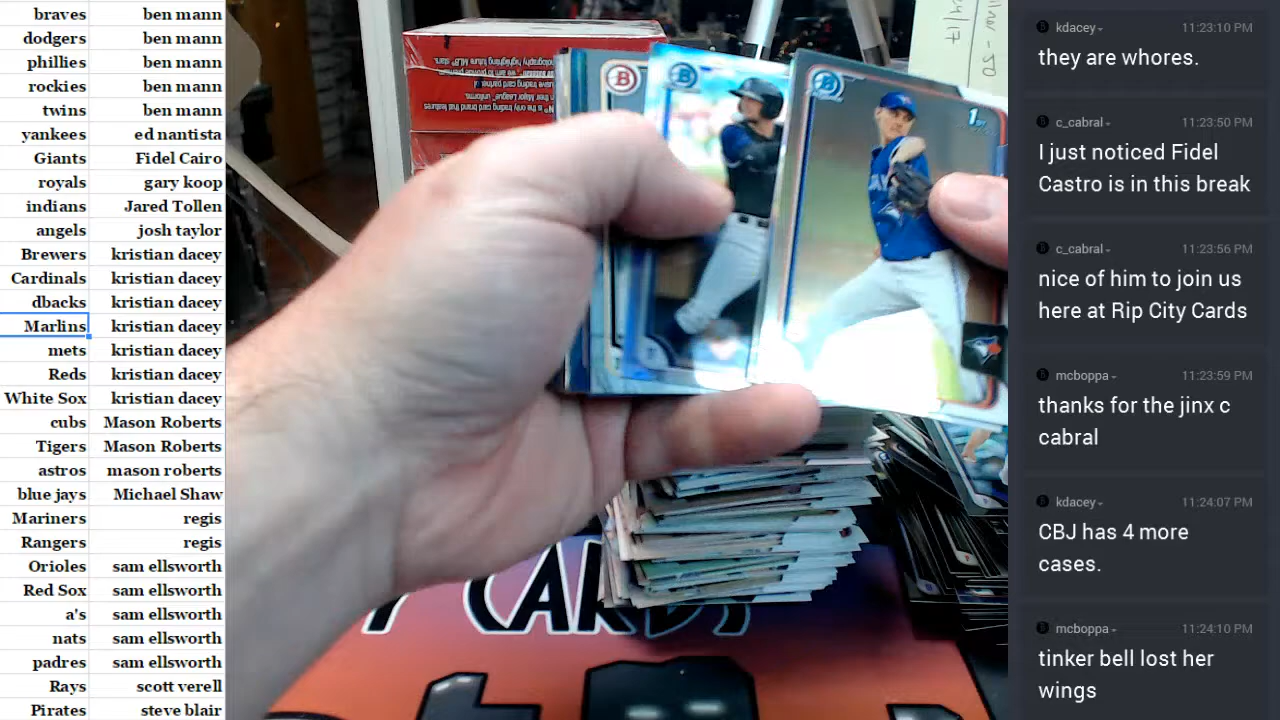 braves ben mann
dodgers ben mann
phillies ben mann
rockies ben mann
twins ben mann
yankees ed nantista
Giants Fidel Cairo
royals gary koop
indians Jared Tollen
angels josh taylor
Brewers kristian dacey
Cardinals kristian dacey
dbacks kristian dacey
Marlins kristian dacey
mets kristian dacey
Reds kristian dacey
White Sox kristian dacey
cubs Mason Roberts
Tigers Mason Roberts
astros mason roberts
blue jays Michael Shaw
Mariners regis
Rangers regis
Orioles sam ellsworth
Red Sox sam ellsworth
a's sam ellsworth
nats sam ellsworth
padres sam ellsworth
Rays scott verell
Pirates steve blair
B
B
B
1st
CARDS
kdacey 11:23:10 PM
they are whores.
c_cabral 11:23:50 PM
I just noticed Fidel
Castro is in this break
c_cabral 11:23:56 PM
nice of him to join us
here at Rip City Cards
mcboppa 11:23:59 PM
thanks for the jinx c
cabral
kdacey 11:24:07 PM
CBJ has 4 more
cases.
mcboppa 11:24:10 PM
tinker bell lost her
wings